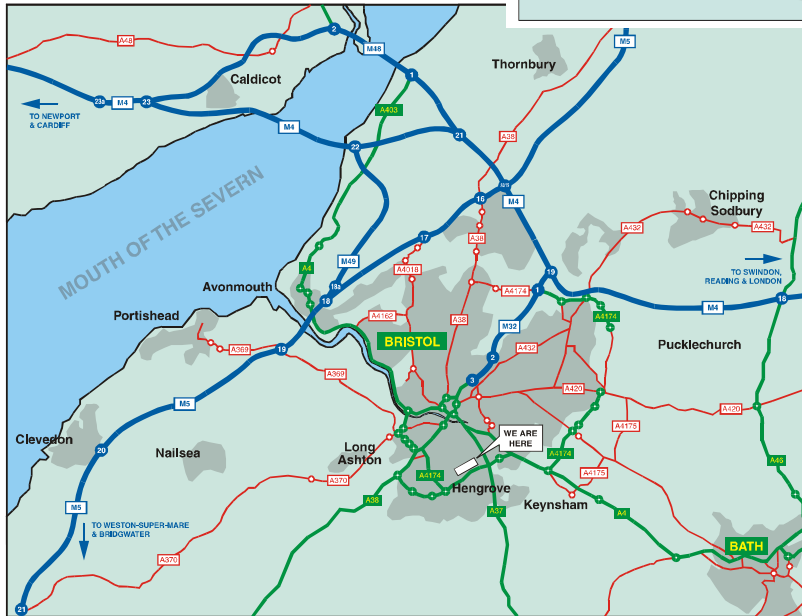 A48
2
M48
M5
Thornbury
Caldicot
1
23a
M4
23
A403
TO NEWPORT
& CARDIFF
M4
21
A38
22
MOUTH OF THE SEVERN
M4
16
Chipping
Sodbury
A432
A432
17
A38
M49
A4
A4018
19
TO SWINDON,
READING & LONDON
Avonmouth
18a
18
A4174
1
18
Portishead
A4162
A38
M32
A4174
M4
BRISTOL
Pucklechurch
19
A369
A432
2
A369
3
A420
M5
A420
Clevedon
20
Nailsea
Long
Ashton
WE ARE
HERE
A4175
A4174
A4174
A46
M5
A370
Hengrove
A4175
Keynsham
A38
A37
A4
TO WESTON-SUPER-MARE
& BRIDGWATER
BATH
A370
21